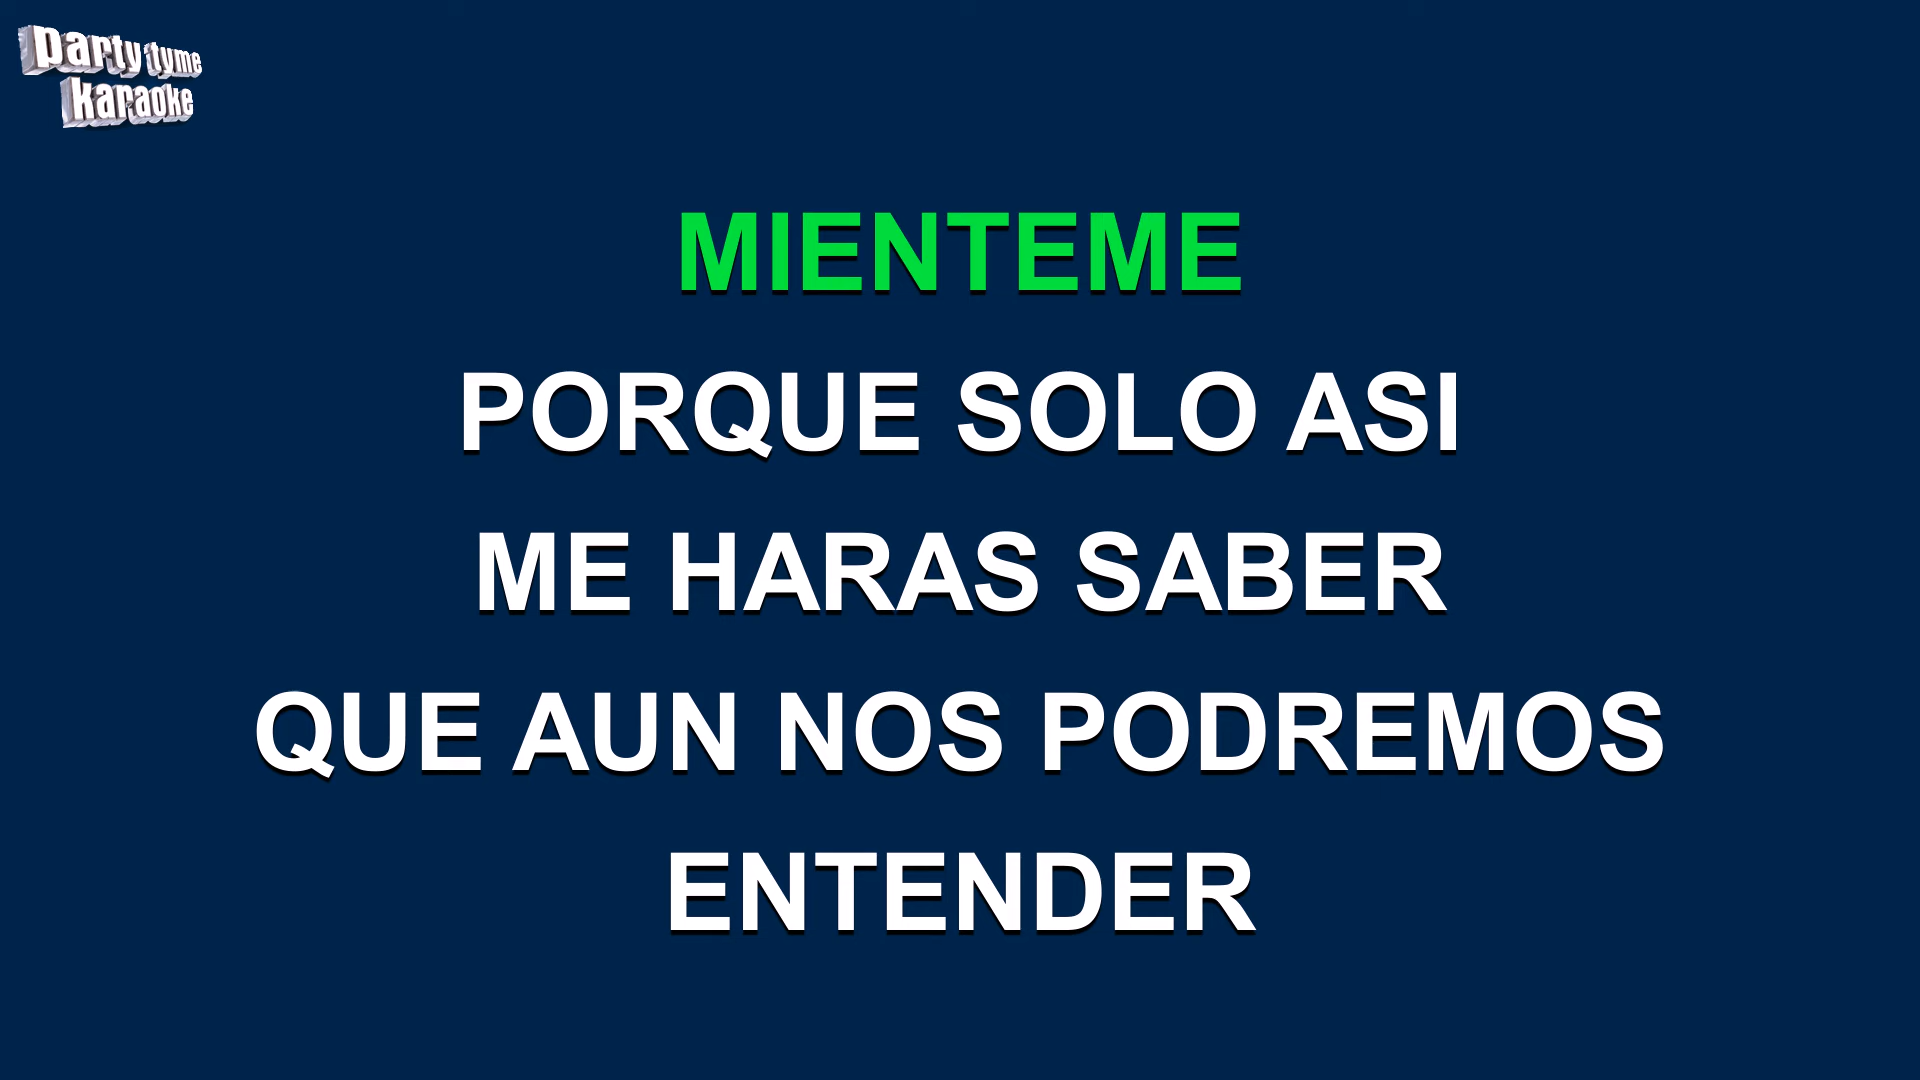 party tyme
karaoke
MIENTEME
PORQUE SOLO ASI
ME HARAS SABER
QUE AUN NOS PODREMOS
ENTENDER